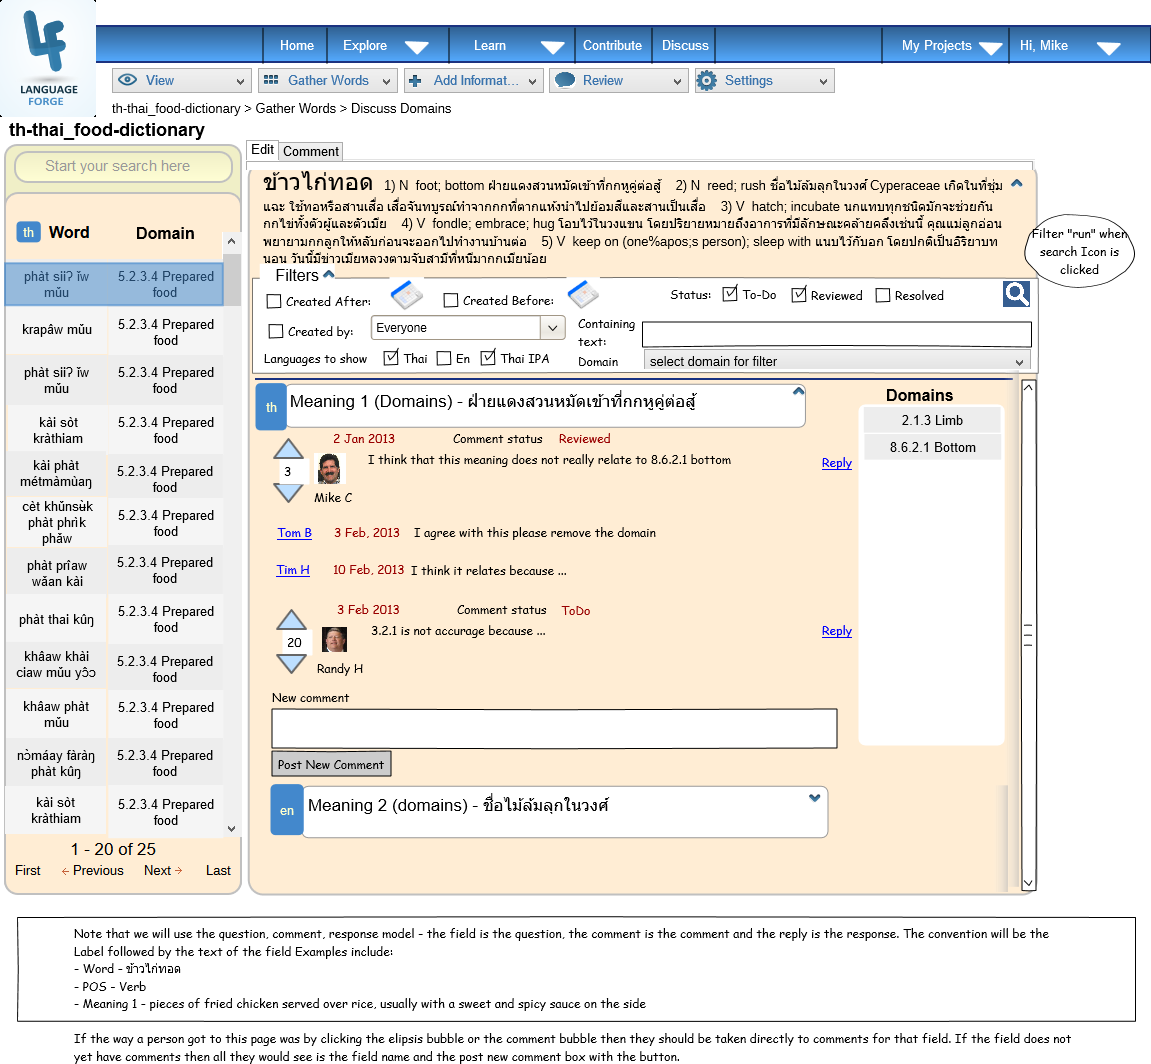 LANGUAGE
FORGE
Home Explore Learn Contribute Discuss My Projects Hi, Mike
View Gather Words Add Informat... Review Settings
th-thai_food-dictionary > Gather Words > Discuss Domains
th-thai_food-dictionary
Start your search here
th Word Domain
phàt siiʔ ǐw mǔu 5.2.3.4 Prepared food
krapâw mǔu 5.2.3.4 Prepared food
phàt siiʔ ǐw mǔu 5.2.3.4 Prepared food
kài sòt kràthiam 5.2.3.4 Prepared food
kài phàt métmàmùaŋ 5.2.3.4 Prepared food
cèt khǔnsʉ̀k phàt phrìk phǎw 5.2.3.4 Prepared food
phàt prîaw wǎan kài 5.2.3.4 Prepared food
phàt thai kûŋ 5.2.3.4 Prepared food
khâaw khài ciaw mǔu yɔ̂ɔ 5.2.3.4 Prepared food
khâaw phàt mǔu 5.2.3.4 Prepared food
nɔ̀máay fàràŋ phàt kûŋ 5.2.3.4 Prepared food
kài sòt kràthiam 5.2.3.4 Prepared food
1 - 20 of 25
First Previous Next Last
Edit Comment
ข้าวไก่ทอด 1) N foot; bottom ฝ่ายแดงสวนหมัดเข้าที่กกหูคู่ต่อสู้ 2) N reed; rush ชื่อไม้ล้มลุกในวงศ์ Cyperaceae เกิดในที่ชุ่ม
แฉะ ใช้ทอหรือสานเสื่อ เสื่อจันทบูรณ์ทำจากกกที่ตากแห้งนำไปย้อมสีและสานเป็นเสื่อ 3) V hatch; incubate นกแทบทุกชนิดมักจะช่วยกัน
กกไข่ทั้งตัวผู้และตัวเมีย 4) V fondle; embrace; hug โอบไว้ในวงแขน โดยปริยายหมายถึงอาการที่มีลักษณะคล้ายคลึงเช่นนี้ คุณแม่ลูกอ่อน
พยายามกกลูกให้หลับก่อนจะออกไปทำงานบ้านต่อ 5) V keep on (one%apos;s person); sleep with แนบไว้กับอก โดยปกติเป็นอิริยาบท
นอน วันนี้มีข่าวเมียหลวงตามจับสามีที่หนีมากกเมียน้อย
Filter "run" when
search Icon is
clicked
Filters
Created After: Created Before: Status: To-Do Reviewed Resolved
Created by: Everyone Containing text:
Languages to show Thai En Thai IPA Domain select domain for filter
th Meaning 1 (Domains) - ฝ่ายแดงสวนหมัดเข้าที่กกหูคู่ต่อสู้
Domains
2.1.3 Limb
8.6.2.1 Bottom
2 Jan 2013 Comment status Reviewed
3 I think that this meaning does not really relate to 8.6.2.1 bottom Reply
Mike C
Tom B 3 Feb, 2013 I agree with this please remove the domain
Tim H 10 Feb, 2013 I think it relates because ...
3 Feb 2013 Comment status ToDo
20 3.2.1 is not accurage because ... Reply
Randy H
New comment
Post New Comment
en Meaning 2 (domains) - ชื่อไม้ล้มลุกในวงศ์
Note that we will use the question, comment, response model - the field is the question, the comment is the comment and the reply is the response. The convention will be the
Label followed by the text of the field Examples include:
- Word - ข้าวไก่ทอด
- POS - Verb
- Meaning 1 - pieces of fried chicken served over rice, usually with a sweet and spicy sauce on the side
If the way a person got to this page was by clicking the elipsis bubble or the comment bubble then they should be taken directly to comments for that field. If the field does not
yet have comments then all they would see is the field name and the post new comment box with the button.